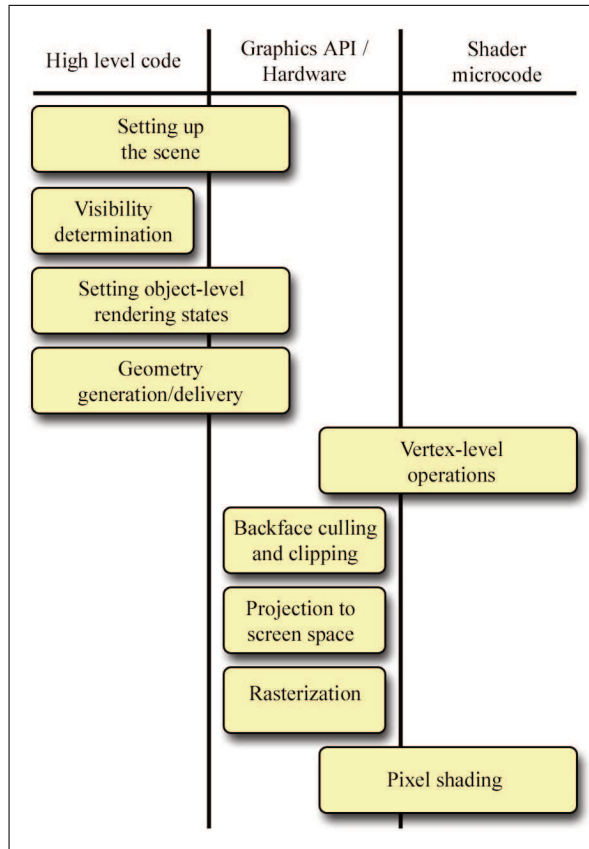 High level code
Graphics API /
Hardware
Shader
microcode
Setting up
the scene
Visibility
determination
Setting object-level
rendering states
Geometry
generation/delivery
Vertex-level
operations
Backface culling
and clipping
Projection to
screen space
Rasterization
Pixel shading